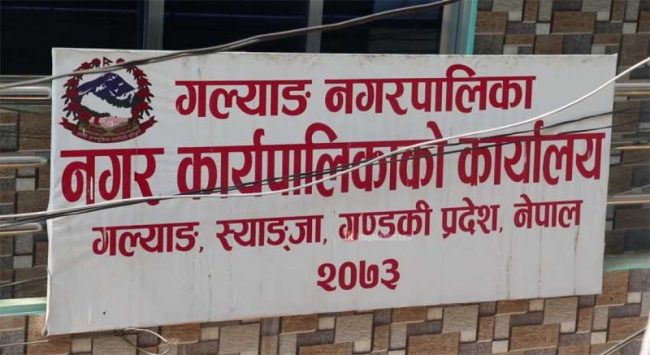 गल्याङ नगरपालिका
नगर कार्यपालिकाको कार्यालय
गल्याङ, स्याङ्जा, गण्डकी प्रदेश, नेपाल
२०७३